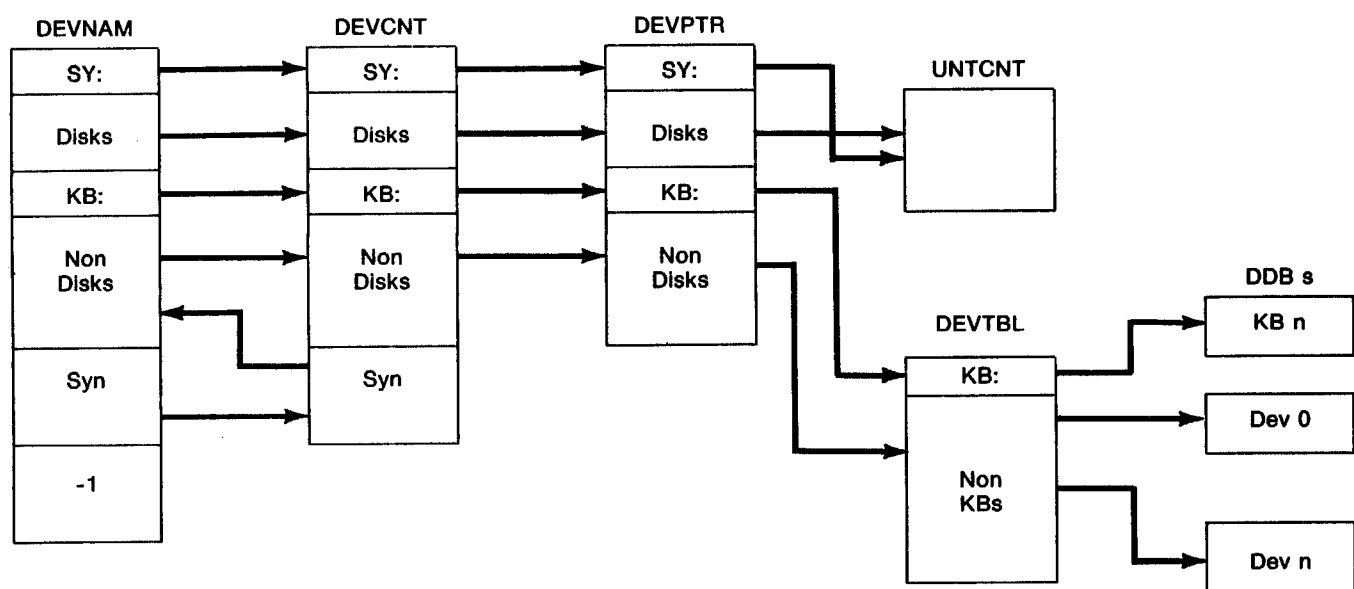 DEVNAM
SY:
Disks
KB:
Non
Disks
Syn
-1
DEVCNT
SY:
Disks
KB:
Non
Disks
Syn
DEVPTR
SY:
Disks
KB:
Non
Disks
UNTCNT
DEVTBL
KB:
Non
KBs
DDB s
KB n
Dev 0
Dev n